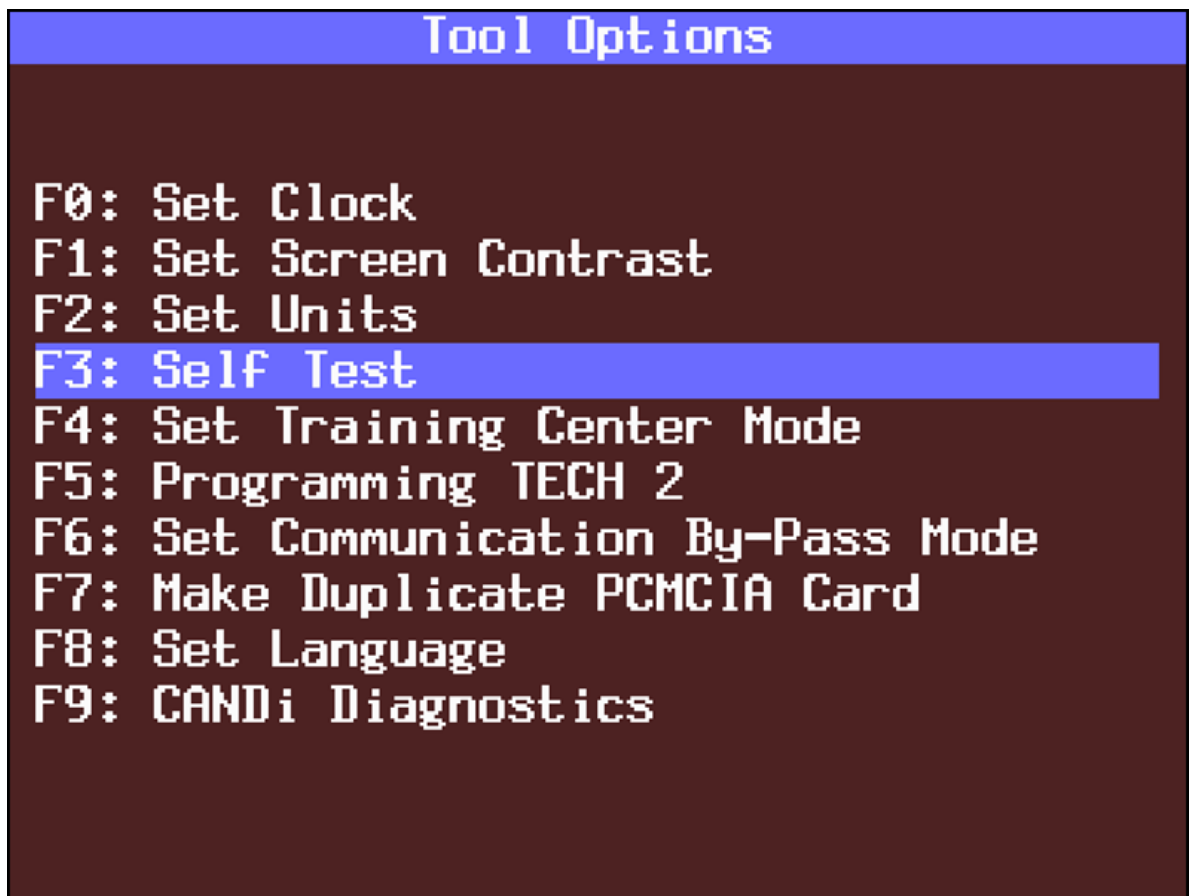 Tool Options
F0: Set Clock
F1: Set Screen Contrast
F2: Set Units
F3: Self Test
F4: Set Training Center Mode
F5: Programming TECH 2
F6: Set Communication By-Pass Mode
F7: Make Duplicate PCMCIA Card
F8: Set Language
F9: CANDi Diagnostics